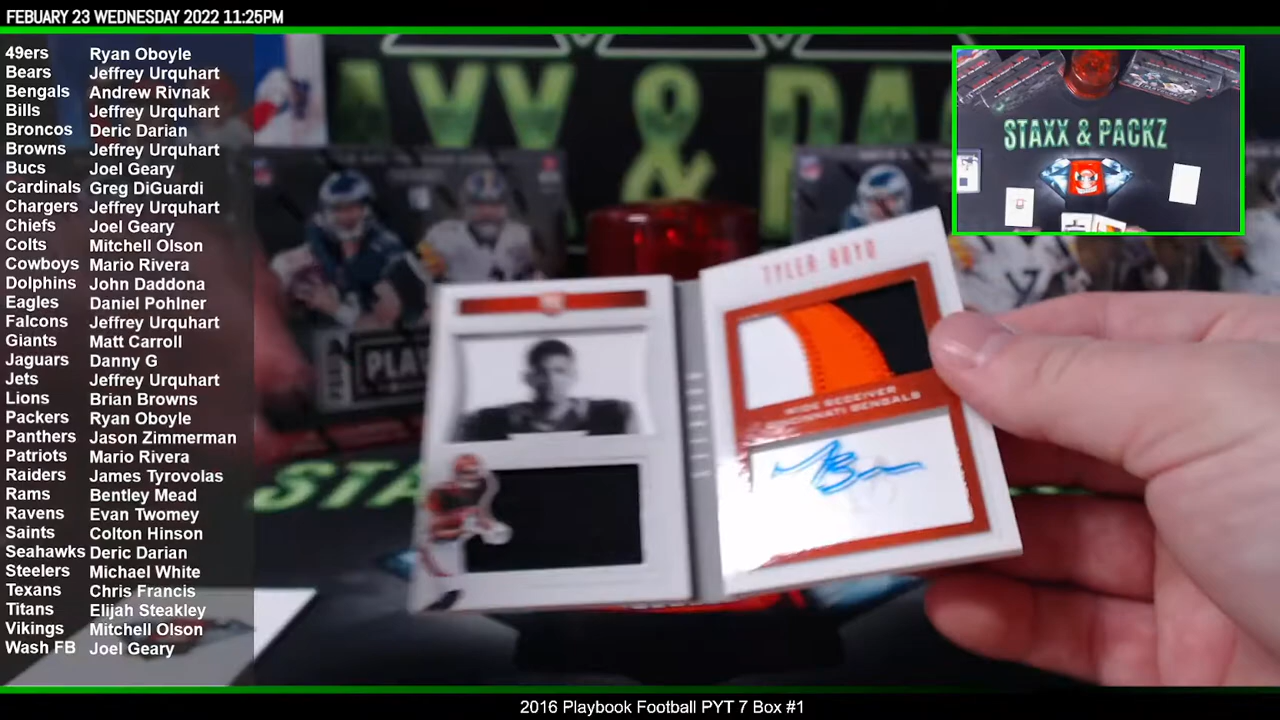 FEBUARY 23 WEDNESDAY 2022 11:25PM
49ers Ryan Oboyle
Bears Jeffrey Urquhart
Bengals Andrew Rivnak
Bills Jeffrey Urquhart
Broncos Deric Darian
Browns Jeffrey Urquhart
Bucs Joel Geary
Cardinals Greg DiGuardi
Chargers Jeffrey Urquhart
Chiefs Joel Geary
Colts Mitchell Olson
Cowboys Mario Rivera
Dolphins John Daddona
Eagles Daniel Pohlner
Falcons Jeffrey Urquhart
Giants Matt Carroll
Jaguars Danny G
Jets Jeffrey Urquhart
Lions Brian Browns
Packers Ryan Oboyle
Panthers Jason Zimmerman
Patriots Mario Rivera
Raiders James Tyrovolas
Rams Bentley Mead
Ravens Evan Twomey
Saints Colton Hinson
Seahawks Deric Darian
Steelers Michael White
Texans Chris Francis
Titans Elijah Steakley
Vikings Mitchell Olson
Wash FB Joel Geary
STAXX & PACKZ
TYLER BOYD
WIDE RECEIVER
CINCINNATI BENGALS
2016 Playbook Football PYT 7 Box #1